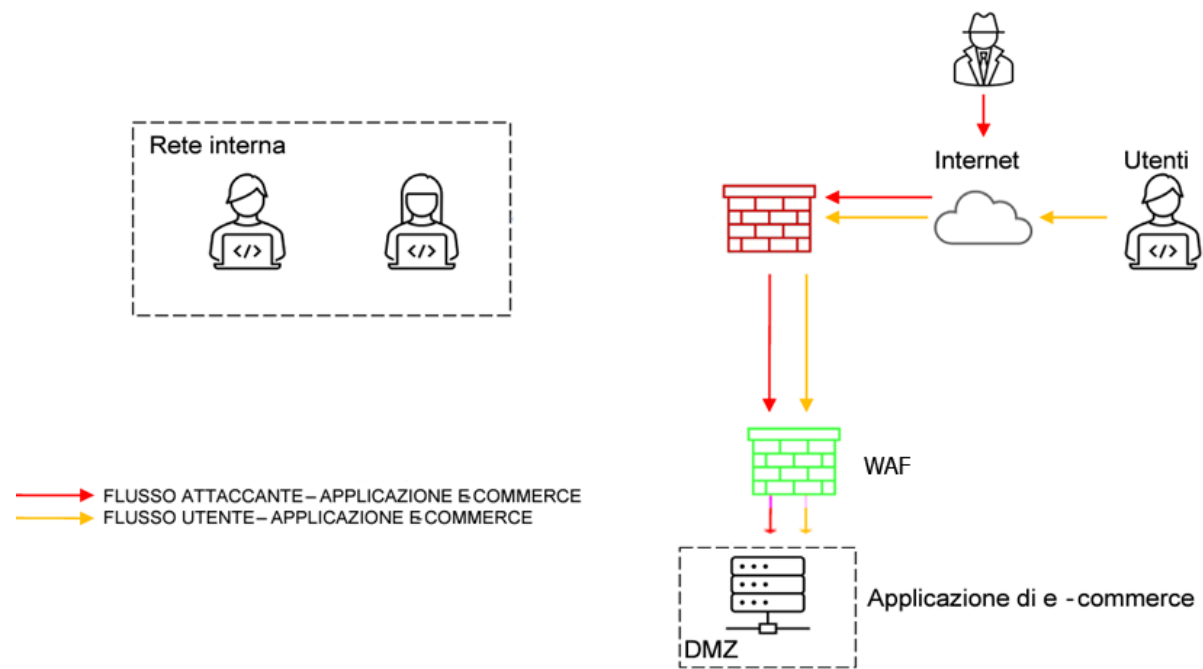 Rete interna
</>
</>
Internet
Utenti
</>
WAF
FLUSSO ATTACCANTE – APPLICAZIONE E-COMMERCE
FLUSSO UTENTE – APPLICAZIONE E-COMMERCE
Applicazione di e - commerce
DMZ